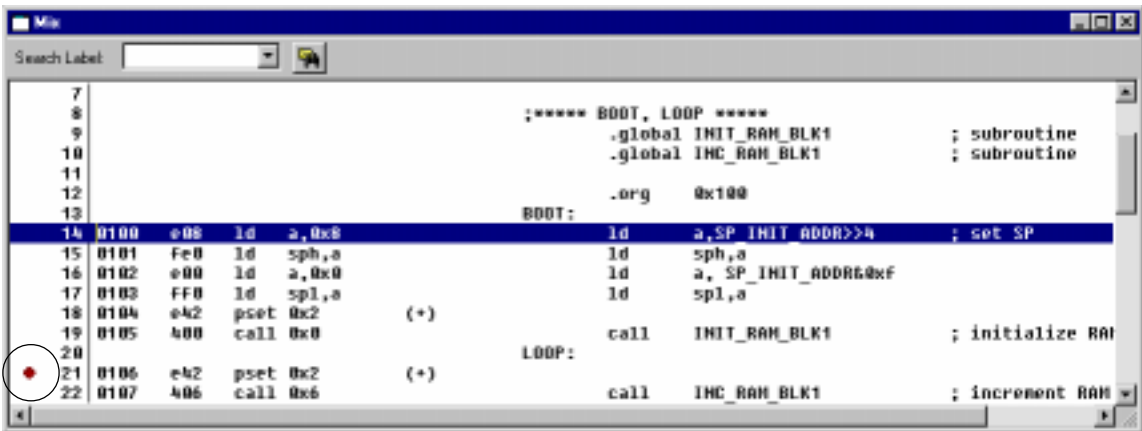 Mix
Search Label:
7
8 ;***** BOOT, LOOP *****
9 .global INIT_RAM_BLK1 ; subroutine
10 .global INC_RAM_BLK1 ; subroutine
11
12 .org 0x100
13 BOOT:
14 0100 e08 ld a,0x8 ld a,SP_INIT_ADDR>>4 ; set SP
15 0101 fe0 ld sph,a ld sph,a
16 0102 e00 ld a,0x0 ld a, SP_INIT_ADDR&0xf
17 0103 ff0 ld spl,a ld spl,a
18 0104 e42 pset 0x2 (+)
19 0105 400 call 0x0 call INIT_RAM_BLK1 ; initialize RAM
20 LOOP:
21 0106 e42 pset 0x2 (+)
22 0107 406 call 0x6 call INC_RAM_BLK1 ; increment RAM